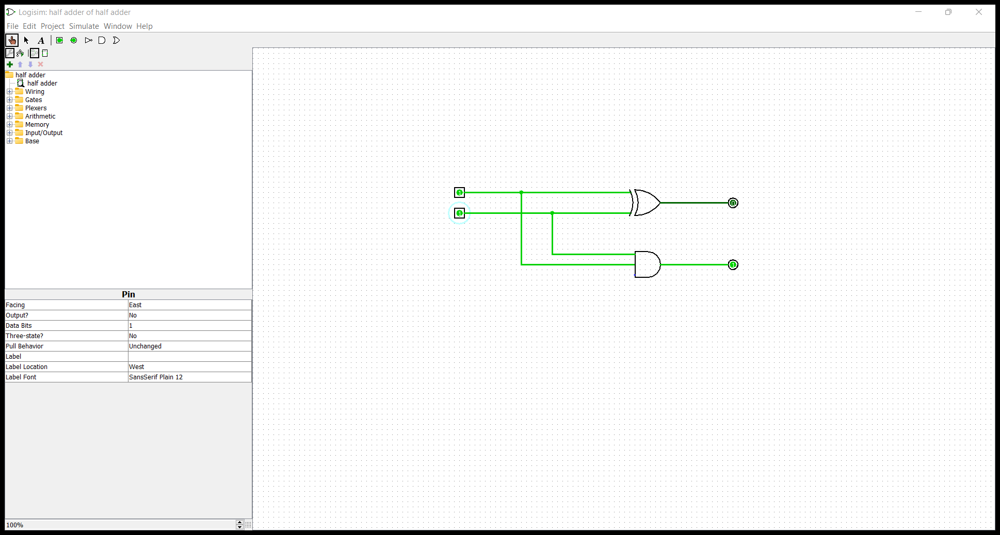 Logisim: half adder of half adder
File Edit Project Simulate Window Help
A
half adder
half adder
Wiring
Gates
Plexers
Arithmetic
Memory
Input/Output
Base
1
1
0
1
Pin
Facing East
Output? No
Data Bits 1
Three-state? No
Pull Behavior Unchanged
Label
Label Location West
Label Font SansSerif Plain 12
100%